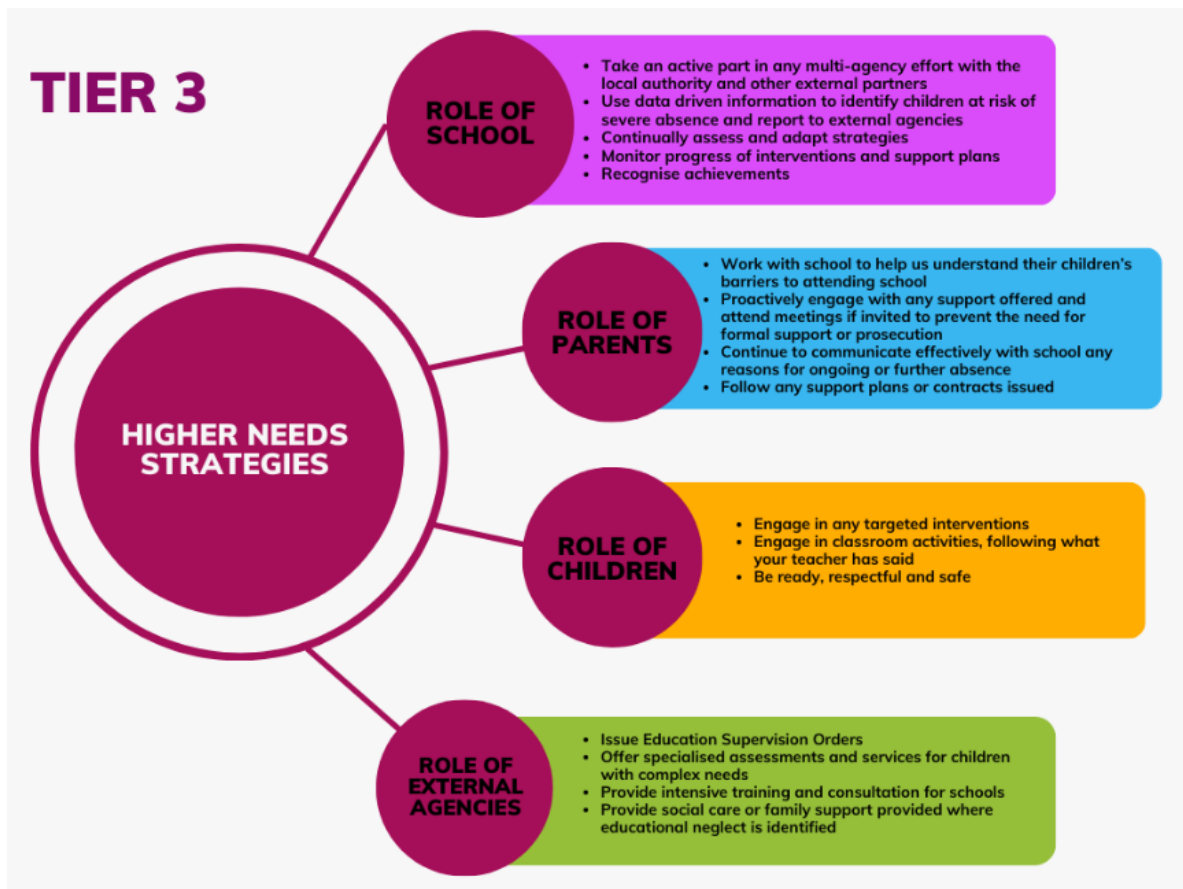 TIER 3
HIGHER NEEDS
STRATEGIES
ROLE OF
SCHOOL
• Take an active part in any multi-agency effort with the
local authority and other external partners
• Use data driven information to identify children at risk of
severe absence and report to external agencies
• Continually assess and adapt strategies
• Monitor progress of interventions and support plans
• Recognise achievements
ROLE OF
PARENTS
• Work with school to help us understand their children's
barriers to attending school
• Proactively engage with any support offered and
attend meetings if invited to prevent the need for
formal support or prosecution
• Continue to communicate effectively with school any
reasons for ongoing or further absence
• Follow any support plans or contracts issued
ROLE OF
CHILDREN
• Engage in any targeted interventions
• Engage in classroom activities, following what
your teacher has said
• Be ready, respectful and safe
ROLE OF
EXTERNAL
AGENCIES
• Issue Education Supervision Orders
• Offer specialised assessments and services for children
with complex needs
• Provide intensive training and consultation for schools
• Provide social care or family support provided where
educational neglect is identified